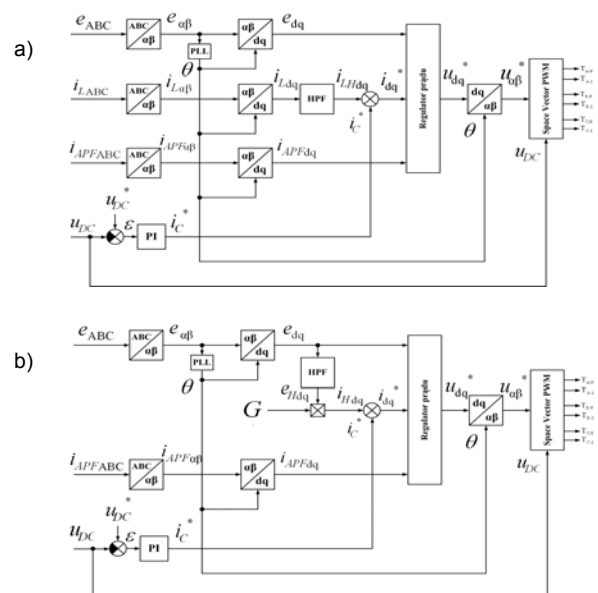 a)
e_ABC
ABC αβ
e_αβ
PLL
θ
αβ dq
e_dq
i_LABC
ABC αβ
i_Lαβ
αβ dq
i_Ldq
HPF
i_LHdq
i_dq*
i_C*
Regulator prądu
u_dq*
dq αβ
θ
u_αβ*
Space Vector PWM
u_DC
i_APFABC
ABC αβ
i_APFαβ
αβ dq
i_APFdq
u_DC*
u_DC
ε
PI
i_C*
b)
e_ABC
ABC αβ
e_αβ
PLL
θ
αβ dq
e_dq
HPF
e_Hdq
G
i_Hdq
i_dq*
i_C*
Regulator prądu
u_dq*
dq αβ
θ
u_αβ*
Space Vector PWM
u_DC
i_APFABC
ABC αβ
i_APFαβ
αβ dq
i_APFdq
u_DC*
u_DC
ε
PI
i_C*